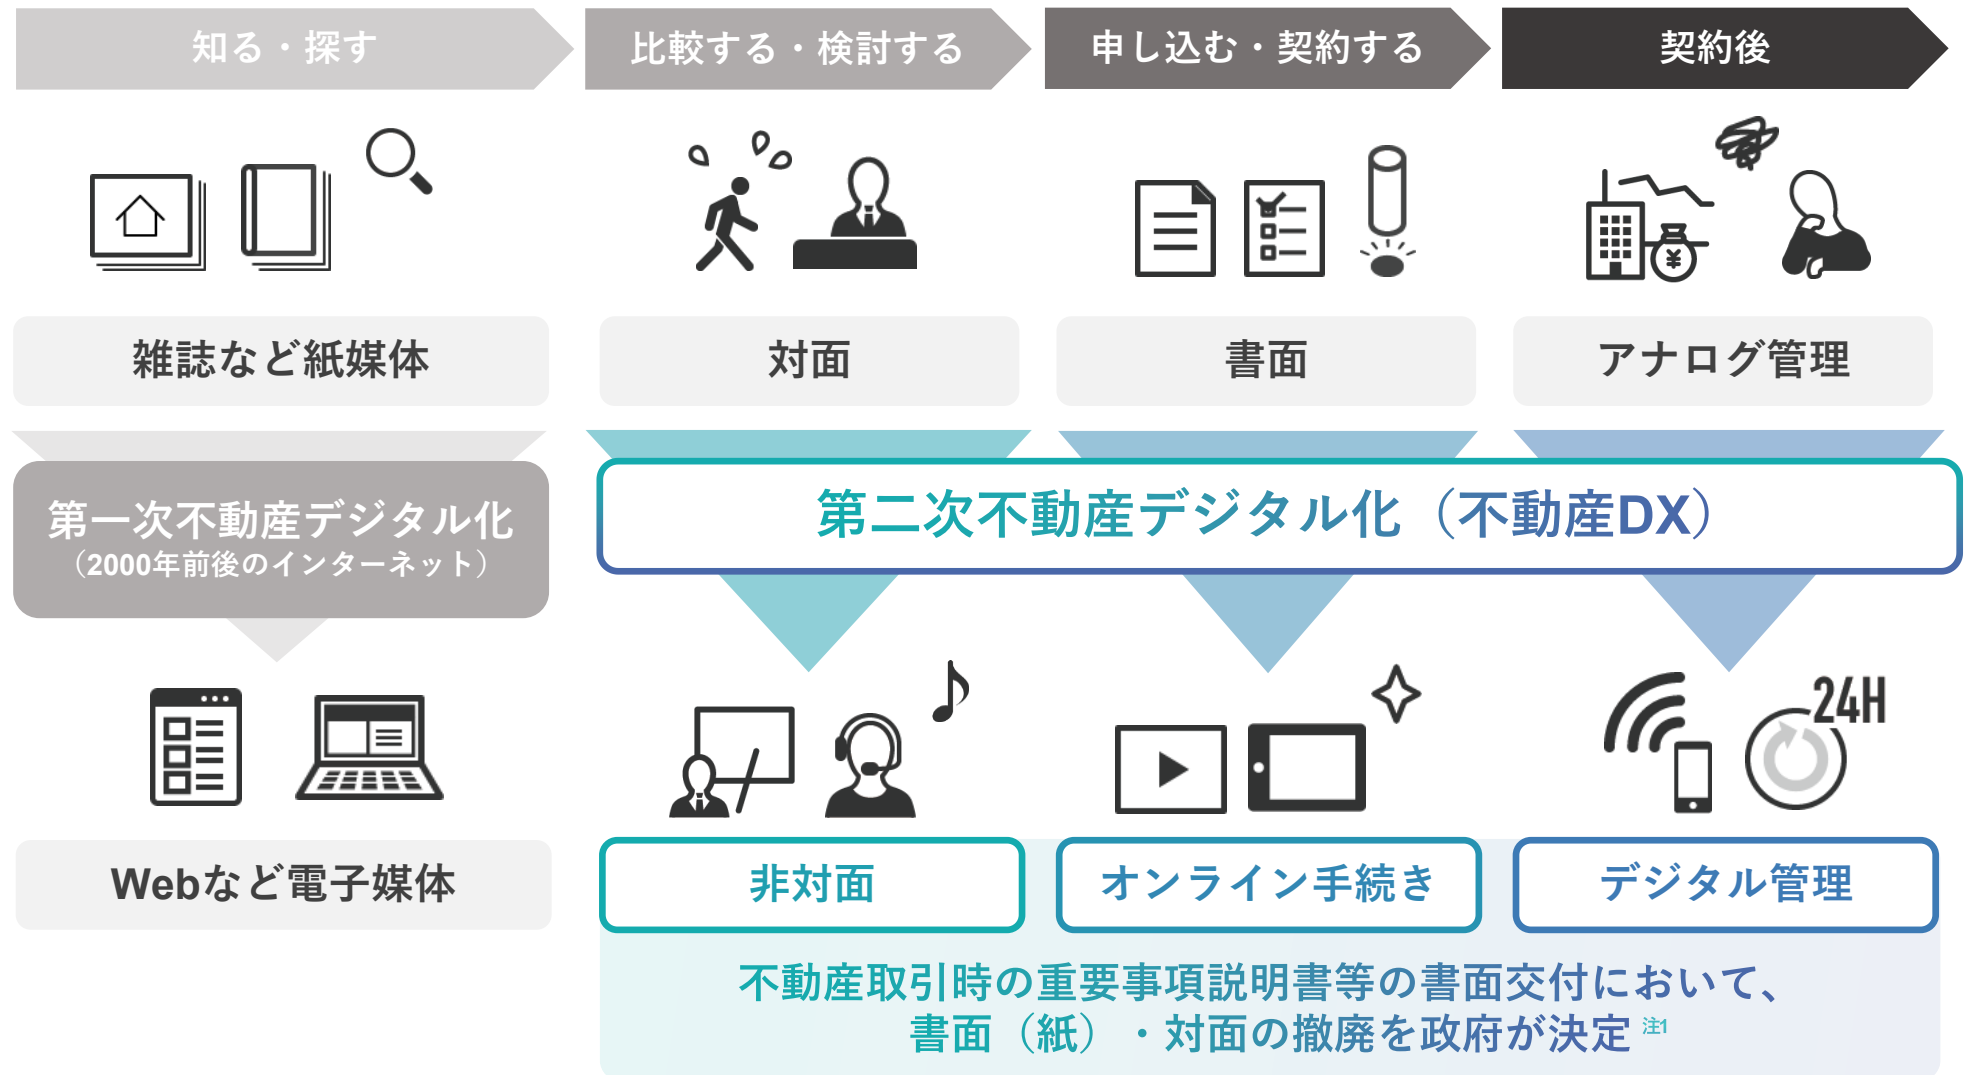 知る・探す
比較する・検討する
申し込む・契約する
契約後
雑誌など紙媒体
対面
書面
アナログ管理
第一次不動産デジタル化
（2000年前後のインターネット）
第二次不動産デジタル化（不動産DX）
24H
Webなど電子媒体
非対面
オンライン手続き
デジタル管理
不動産取引時の重要事項説明書等の書面交付において、
書面（紙）・対面の撤廃を政府が決定 注1